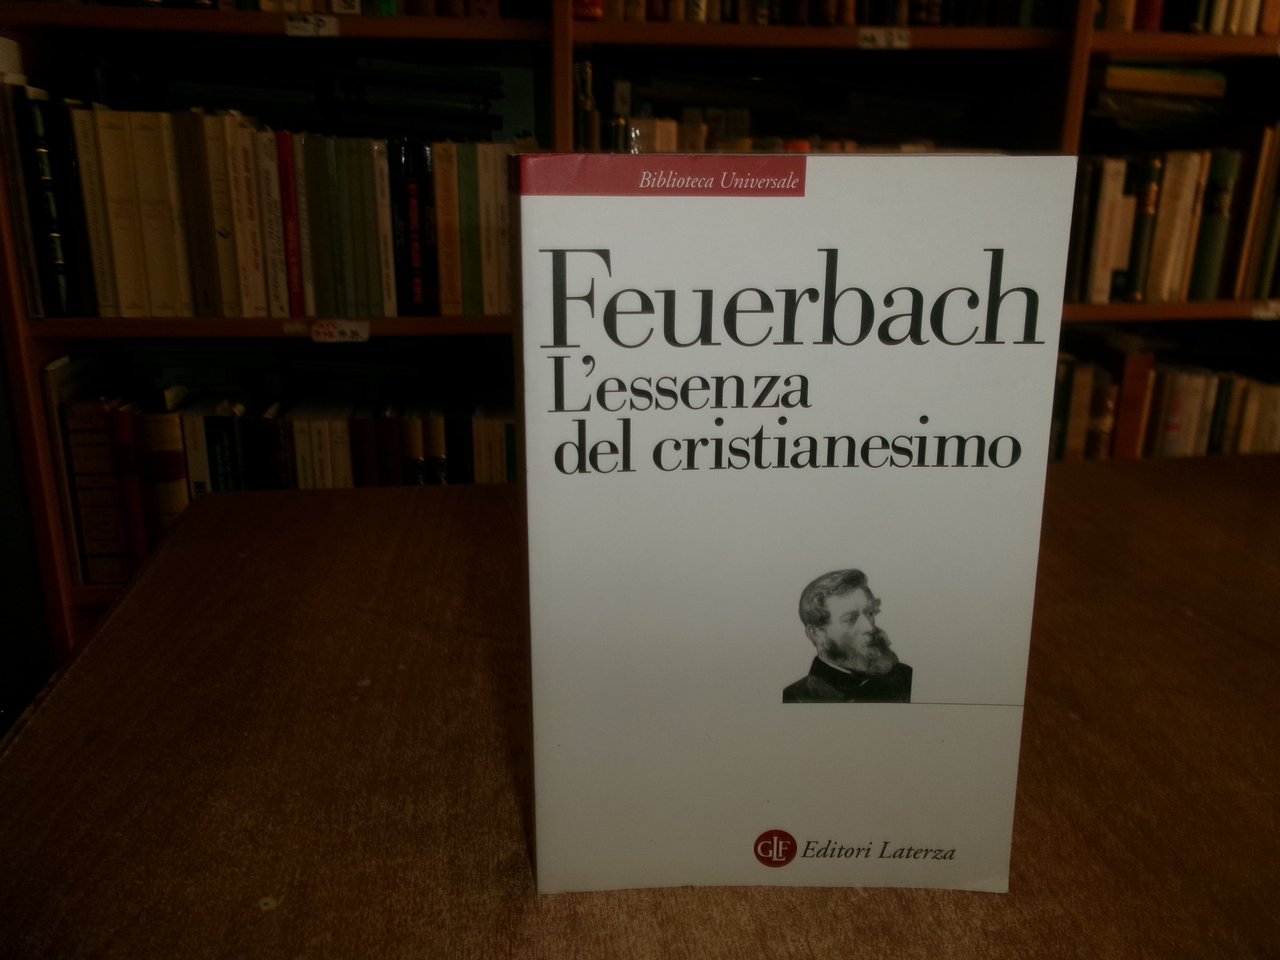 Biblioteca Universale
Feuerbach
L'essenza
del cristianesimo
GLF Editori Laterza